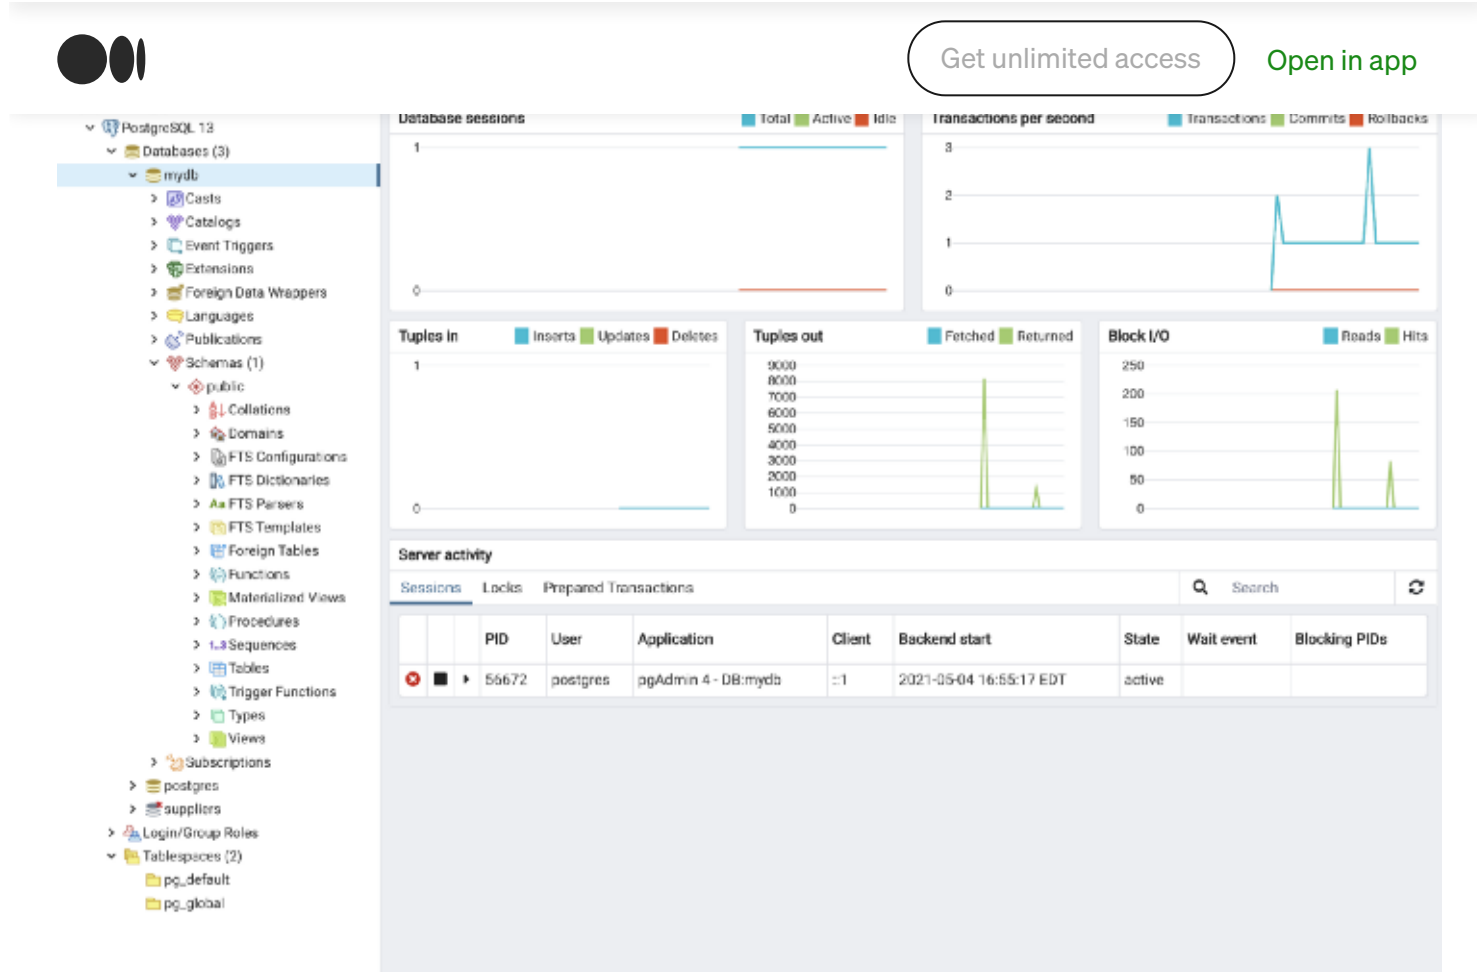 Get unlimited access
Open in app
PostgreSQL 13
Databases (3)
mydb
Casts
Catalogs
Event Triggers
Extensions
Foreign Data Wrappers
Languages
Publications
Schemas (1)
public
Collations
Domains
FTS Configurations
FTS Dictionaries
Aa FTS Parsers
FTS Templates
Foreign Tables
Functions
Materialized Views
Procedures
1..3 Sequences
Tables
Trigger Functions
Types
Views
Subscriptions
postgres
suppliers
Login/Group Roles
Tablespaces (2)
pg_default
pg_global
Database sessions
Total Active Idle
1
0
Transactions per second
Transactions Commits Rollbacks
3
2
1
0
Tuples in
Inserts Updates Deletes
1
0
Tuples out
Fetched Returned
9000
8000
7000
6000
5000
4000
3000
2000
1000
0
Block I/O
Reads Hits
250
200
150
100
50
0
Server activity
Sessions Locks Prepared Transactions Search
PID User Application Client Backend start State Wait event Blocking PIDs
56672 postgres pgAdmin 4 - DB:mydb ::1 2021-05-04 16:55:17 EDT active